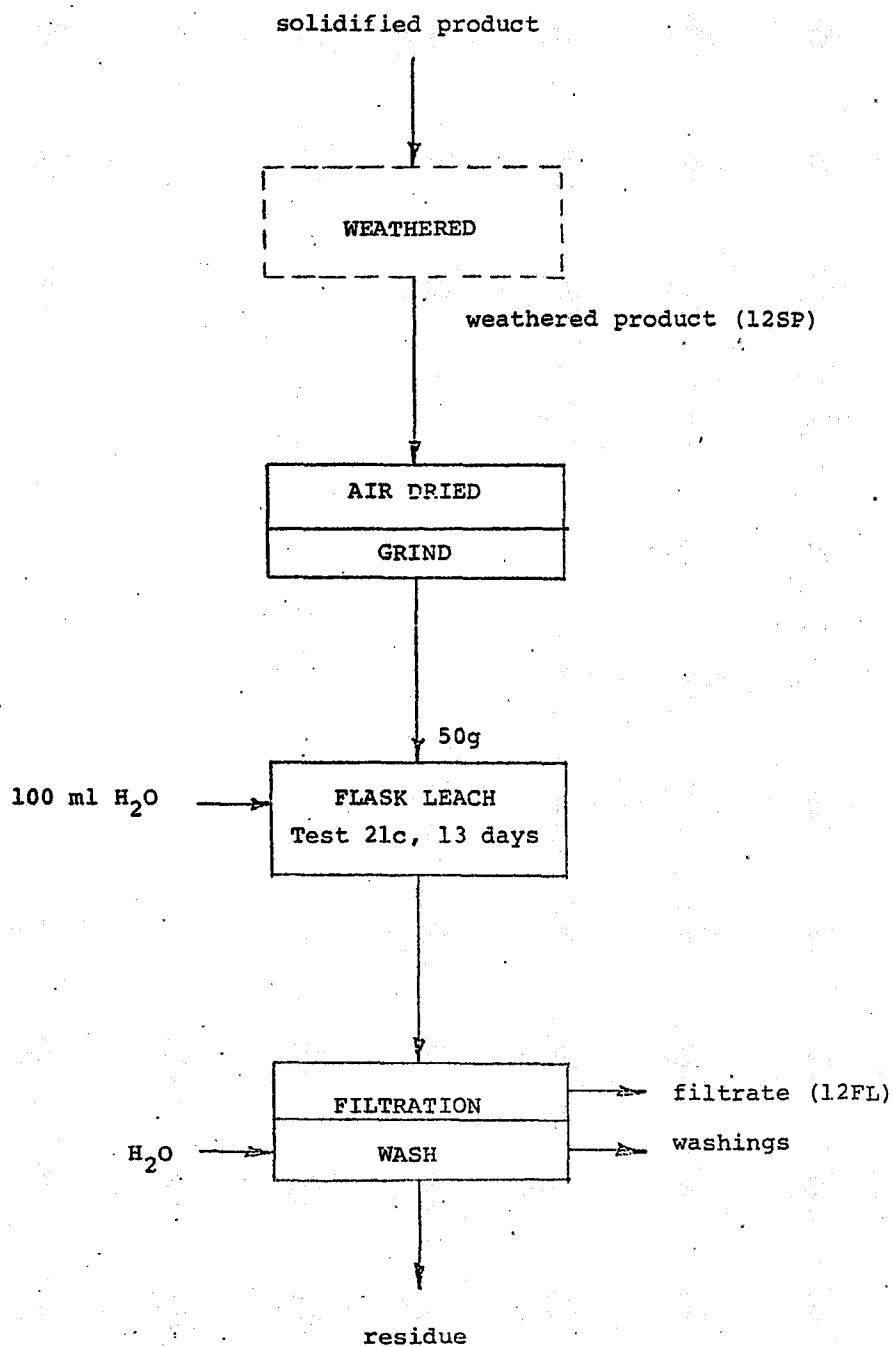 solidified product
WEATHERED
weathered product (12SP)
AIR DRIED
GRIND
50g
100 ml H₂O
FLASK LEACH
Test 21c, 13 days
FILTRATION
filtrate (12FL)
H₂O
WASH
washings
residue